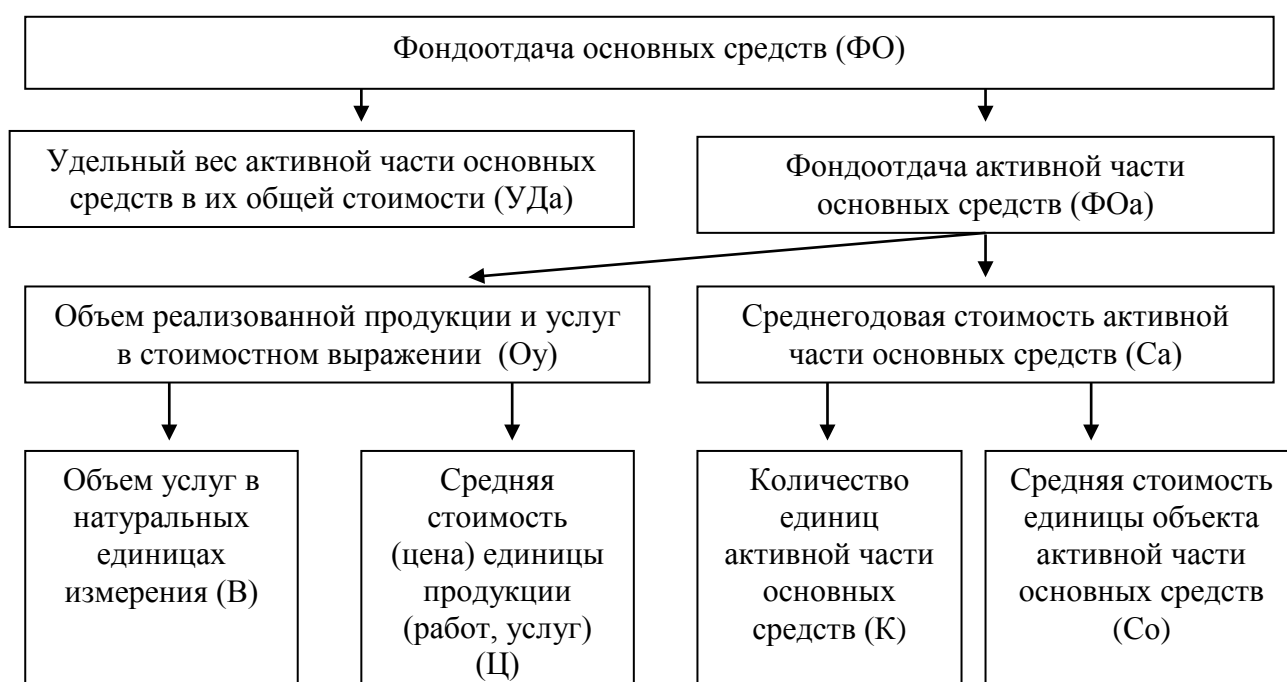 Фондоотдача основных средств (ФО)
Удельный вес активной части основных
средств в их общей стоимости (УДа)
Фондоотдача активной части
основных средств (ФОа)
Объем реализованной продукции и услуг
в стоимостном выражении (Оу)
Среднегодовая стоимость активной
части основных средств (Са)
Объем услуг в
натуральных
единицах
измерения (В)
Средняя
стоимость
(цена) единицы
продукции
(работ, услуг)
(Ц)
Количество
единиц
активной части
основных
средств (К)
Средняя стоимость
единицы объекта
активной части
основных средств
(Со)